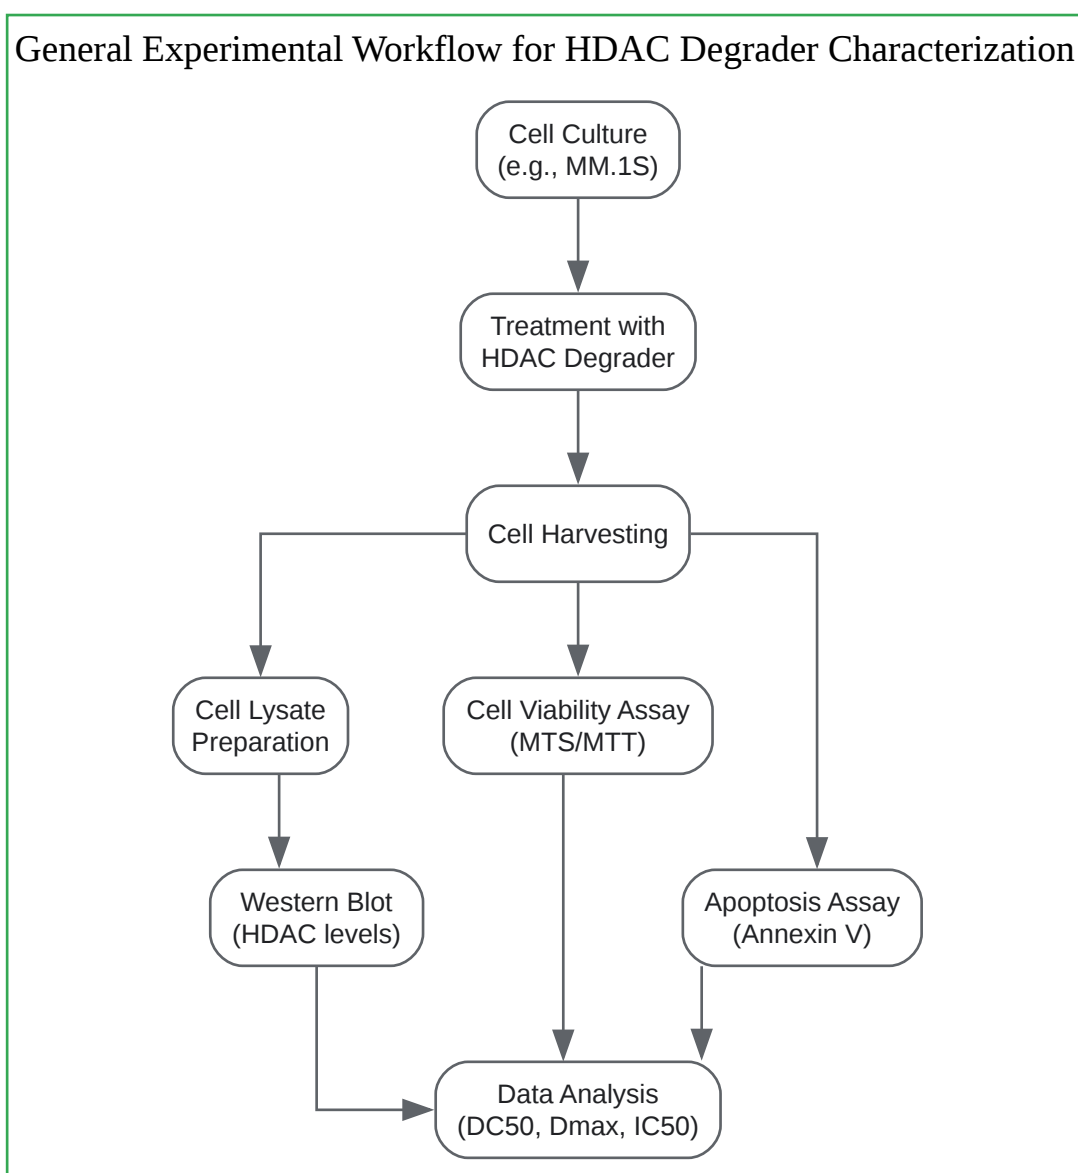 General Experimental Workflow for HDAC Degrader Characterization
Cell Culture
(e.g., MM.1S)
Treatment with
HDAC Degrader
Cell Harvesting
Cell Lysate
Preparation
Cell Viability Assay
(MTS/MTT)
Western Blot
(HDAC levels)
Apoptosis Assay
(Annexin V)
Data Analysis
(DC50, Dmax, IC50)